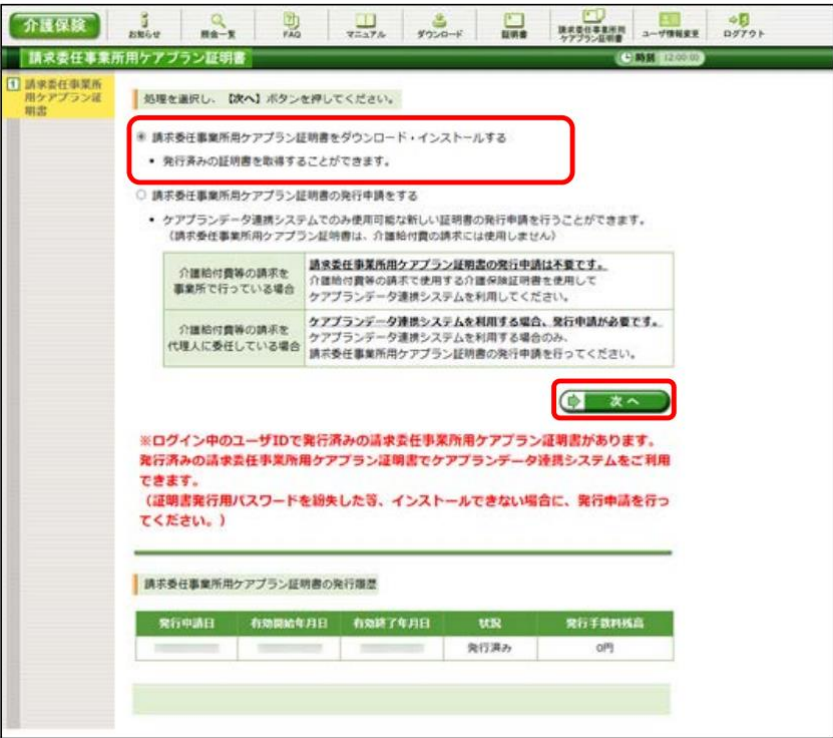 介護保険
お知らせ
照会一覧
FAQ
マニュアル
ダウンロード
証明書
請求委任事業所用
ケアプラン証明書
ユーザ情報変更
ログアウト
請求委任事業所用ケアプラン証明書
時刻 12:00:00
1 請求委任事業所
用ケアプラン証
明書
処理を選択し、【次へ】ボタンを押してください。
請求委任事業所用ケアプラン証明書をダウンロード・インストールする
• 発行済みの証明書を取得することができます。
請求委任事業所用ケアプラン証明書の発行申請をする
• ケアプランデータ連携システムでのみ使用可能な新しい証明書の発行申請を行うことができます。
（請求委任事業所用ケアプラン証明書は、介護給付費の請求には使用しません）
介護給付費等の請求を
事業所で行っている場合
請求委任事業所用ケアプラン証明書の発行申請は不要です。
介護給付費等の請求で使用する介護保険証明書を使用して
ケアプランデータ連携システムを利用してください。
介護給付費等の請求を
代理人に委任している場合
ケアプランデータ連携システムを利用する場合、発行申請が必要です。
ケアプランデータ連携システムを利用する場合のみ、
請求委任事業所用ケアプラン証明書の発行申請を行ってください。
次へ
※ログイン中のユーザIDで発行済みの請求委任事業所用ケアプラン証明書があります。
発行済みの請求委任事業所用ケアプラン証明書でケアプランデータ連携システムをご利用
できます。
（証明書発行用パスワードを紛失した等、インストールできない場合に、発行申請を行っ
てください。）
請求委任事業所用ケアプラン証明書の発行履歴
発行申請日 有効開始年月日 有効終了年月日 状況 発行手数料残高
発行済み 0円